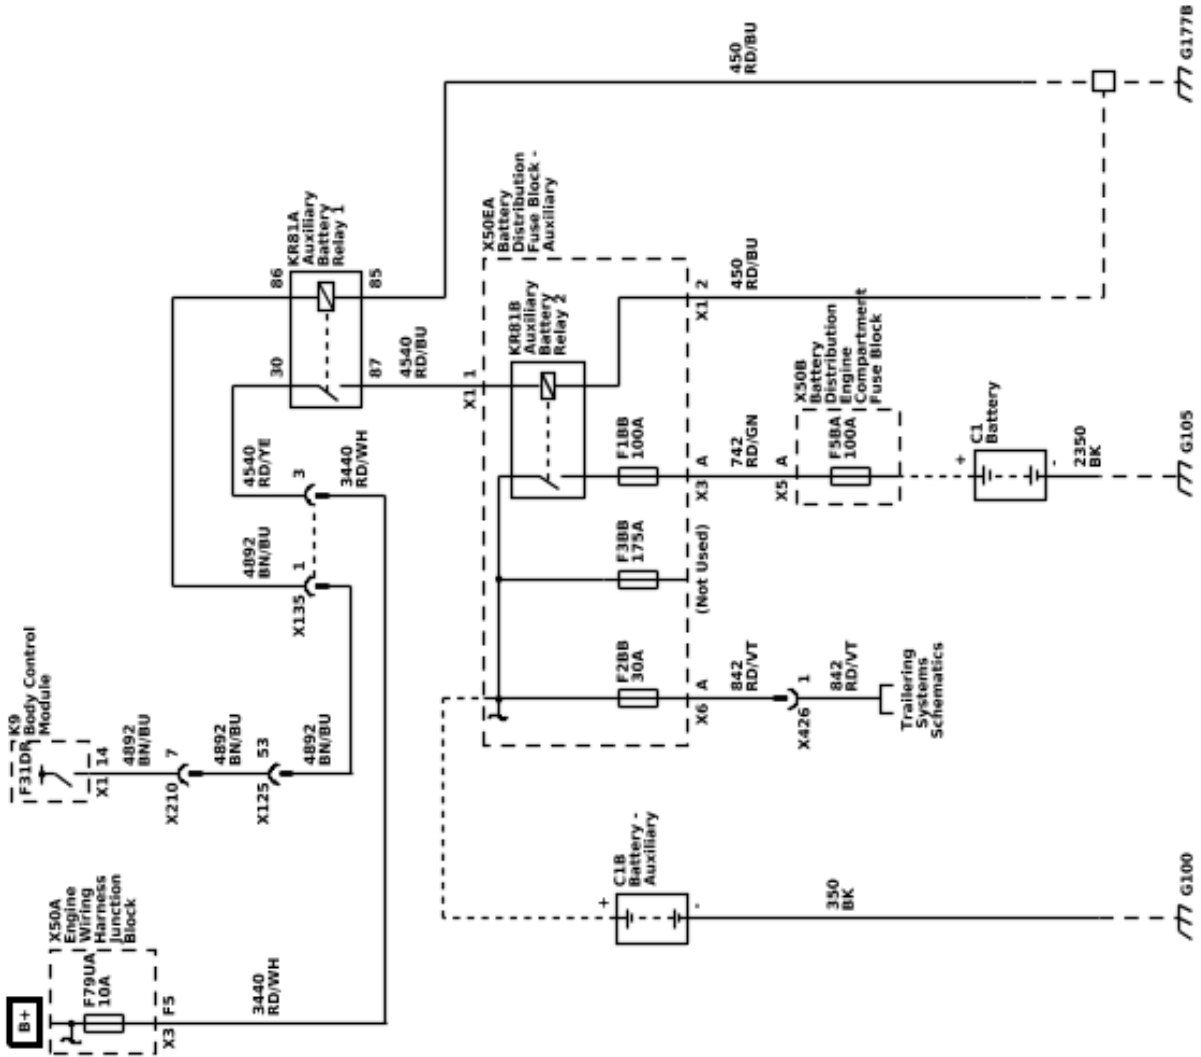 B+
X50A
Engine
Wiring
Harness
Junction
Block
F79UA
10A
X3
F5
3440
RD/WH
K9
Body Control
Module
F31DR
X1
14
4892
BN/BU
X210
7
4892
BN/BU
X125
53
4892
BN/BU
4892
BN/BU
X135
1
4540
RD/YE
3
3440
RD/WH
86
30
KR81A
Auxiliary
Battery
Relay 1
85
87
4540
RD/BU
450
RD/BU
X50EA
Battery
Distribution
Fuse Block -
Auxiliary
X1
1
KR81B
Auxiliary
Battery
Relay 2
F1BB
100A
F3BB
175A
F2BB
30A
X1
2
450
RD/BU
X3
A
742
RD/GN
(Not Used)
X6
A
842
RD/VT
X426
1
842
RD/VT
Trailering
Systems
Schematics
X50B
Battery
Distribution
Engine
Compartment
Fuse Block
X5
A
F58A
100A
C1
Battery
+
-
2350
BK
C1B
Battery -
Auxiliary
+
-
350
BK
G100
G105
G177B